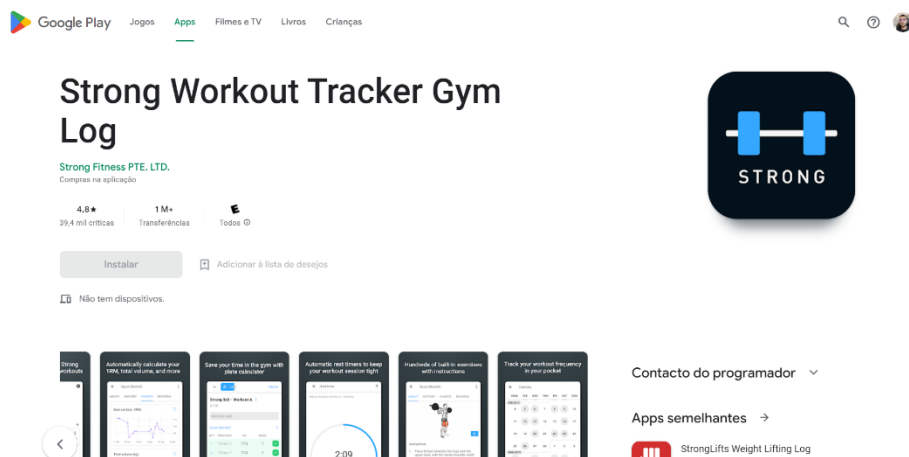 Google Play
Jogos
Apps
Filmes e TV
Livros
Crianças
Strong Workout Tracker Gym
Log
Strong Fitness PTE. LTD.
Compras na aplicação
4,8★
39,4 mil críticas
1 M+
Transferências
E
Todos
Instalar
Adicionar à lista de desejos
Não tem dispositivos.
STRONG
Strong
workouts
Automatically calculate your
1RM, total volume, and more
Save your time in the gym with
plate calculator
Automatic rest timers to keep
your workout session tight
2:09
Hundreds of built-in exercises
with instructions
Track your workout frequency
in your pocket
Contacto do programador
Apps semelhantes
StrongLifts Weight Lifting Log